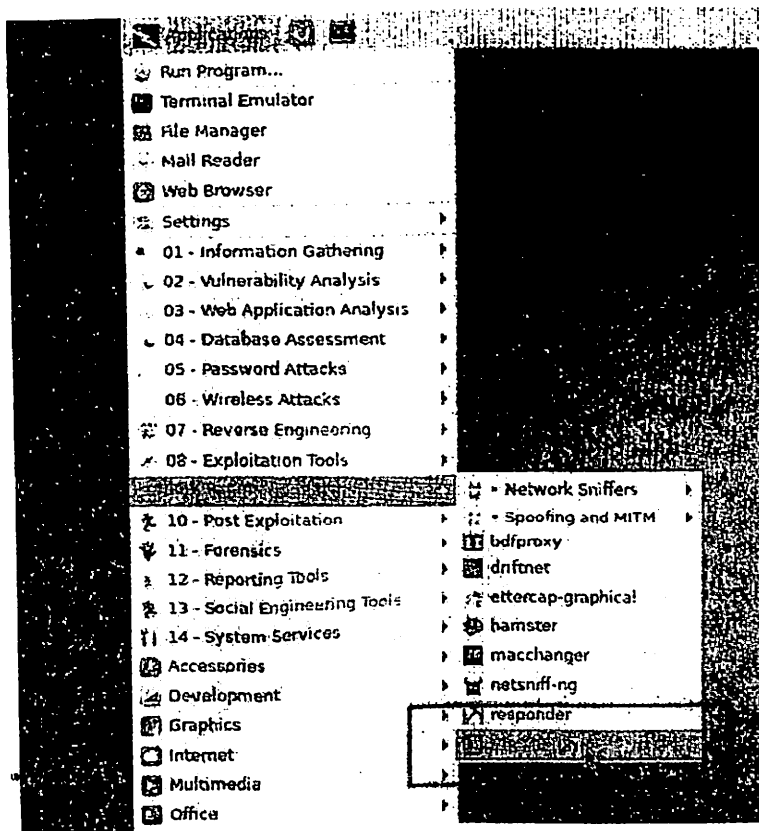 Applications
Run Program...
Terminal Emulator
File Manager
Mail Reader
Web Browser
Settings
01 - Information Gathering
02 - Vulnerability Analysis
03 - Web Application Analysis
04 - Database Assessment
05 - Password Attacks
06 - Wireless Attacks
07 - Reverse Engineering
08 - Exploitation Tools
10 - Post Exploitation
11 - Forensics
12 - Reporting Tools
13 - Social Engineering Tools
14 - System Services
Accessories
Development
Graphics
Internet
Multimedia
Office
• Network Sniffers
• Spoofing and MITM
bdfproxy
driftnet
ettercap-graphical
hamster
macchanger
netsniff-ng
responder